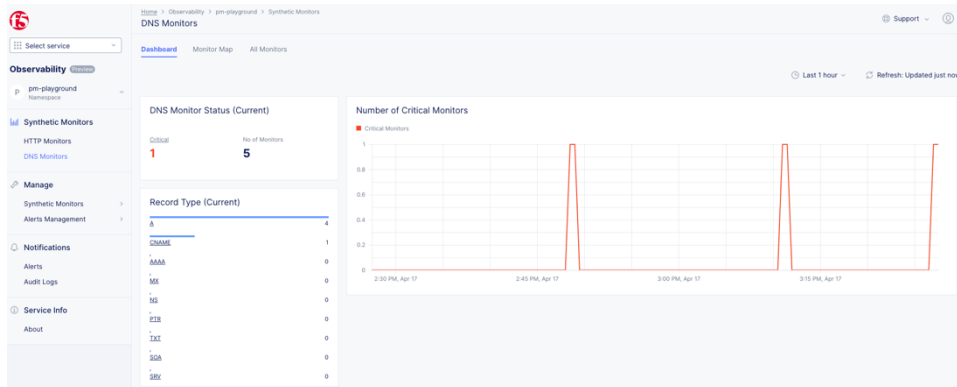 f5
Home > Observability > pm-playground > Synthetic Monitors
DNS Monitors
Support
Select service
Dashboard Monitor Map All Monitors
Observability Preview
P pm-playground
Namespace
Last 1 hour Refresh: Updated just now
Synthetic Monitors
HTTP Monitors
DNS Monitors
Manage
Synthetic Monitors
Alerts Management
Notifications
Alerts
Audit Logs
Service Info
About
DNS Monitor Status (Current)
Critical No of Monitors
1 5
Record Type (Current)
A 4
CNAME 1
AAAA 0
MX 0
NS 0
PTR 0
TXT 0
SOA 0
SRV 0
Number of Critical Monitors
Critical Monitors
1
0.8
0.6
0.4
0.2
0
2:30 PM, Apr 17 2:45 PM, Apr 17 3:00 PM, Apr 17 3:15 PM, Apr 17